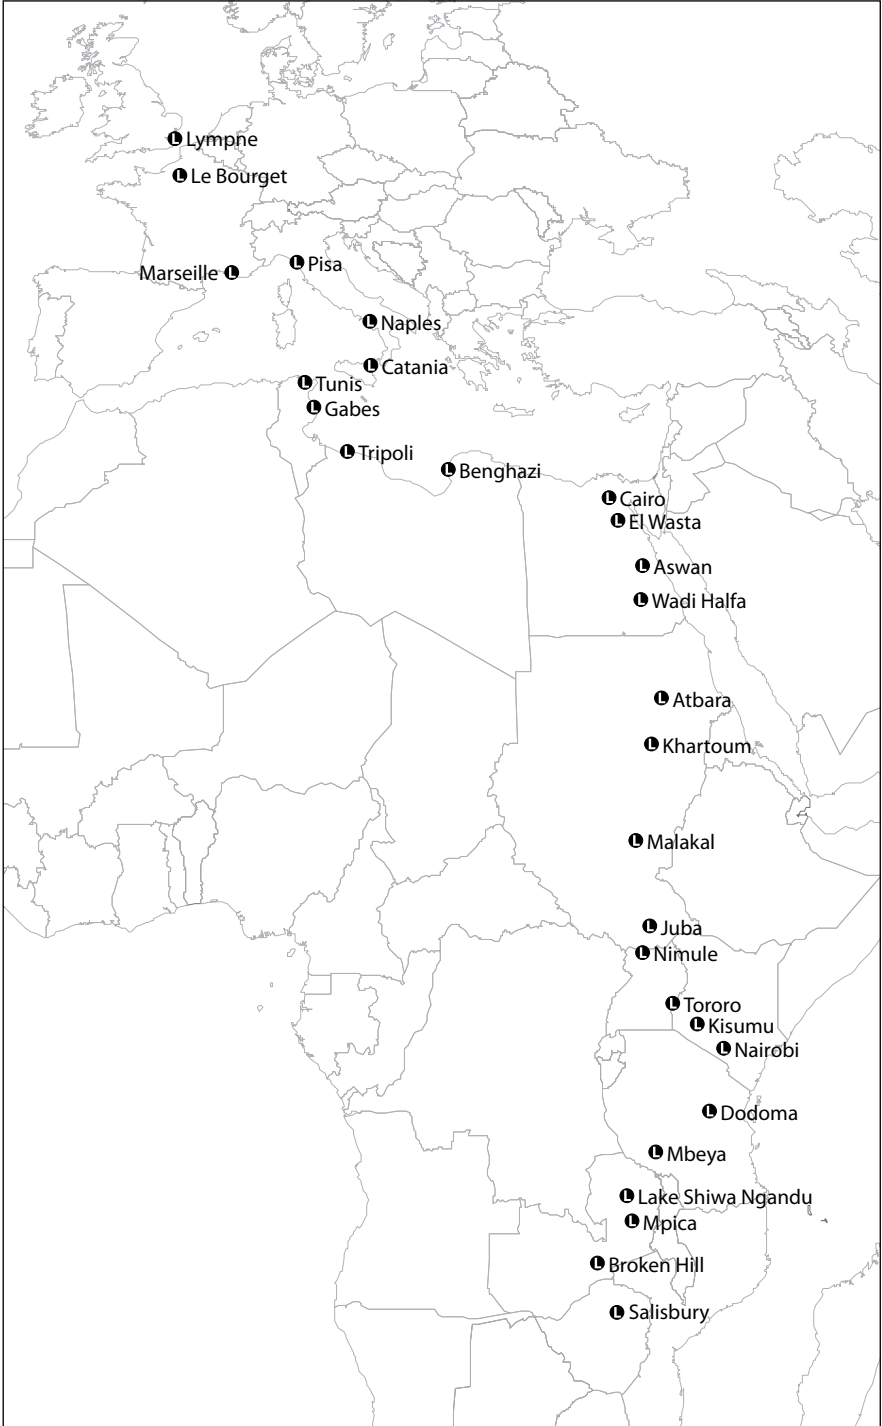 L Lympne
L Le Bourget
Marseille L
L Pisa
L Naples
L Catania
L Tunis
L Gabes
L Tripoli
L Benghazi
L Cairo
L El Wasta
L Aswan
L Wadi Halfa
L Atbara
L Khartoum
L Malakal
L Juba
L Nimule
L Tororo
L Kisumu
L Nairobi
L Dodoma
L Mbeya
L Lake Shiwa Ngandu
L Mpica
L Broken Hill
L Salisbury